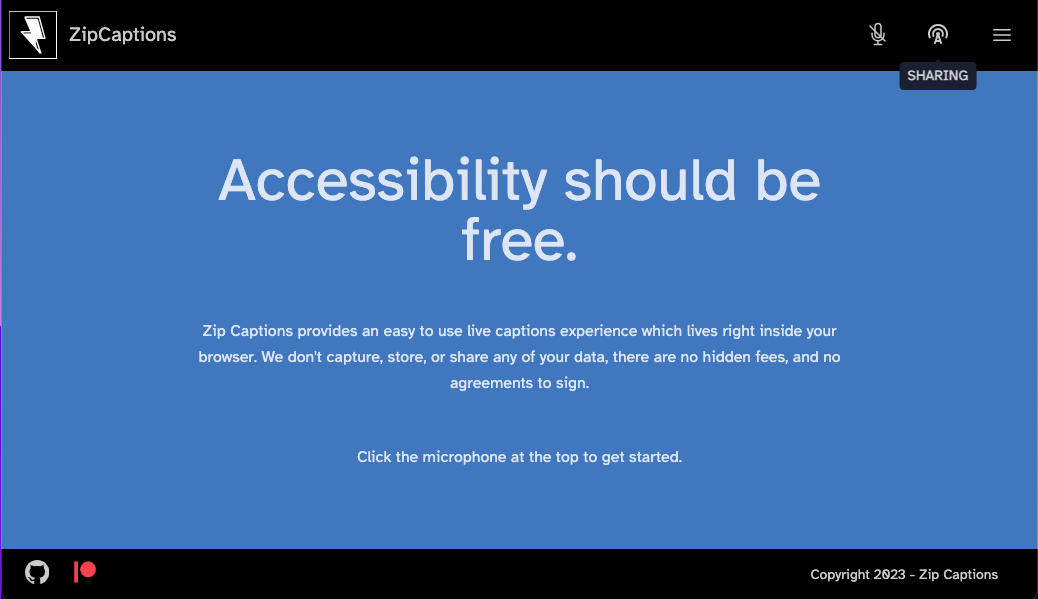 ZipCaptions
SHARING
Accessibility should be
free.
Zip Captions provides an easy to use live captions experience which lives right inside your
browser. We don't capture, store, or share any of your data, there are no hidden fees, and no
agreements to sign.
Click the microphone at the top to get started.
Copyright 2023 - Zip Captions